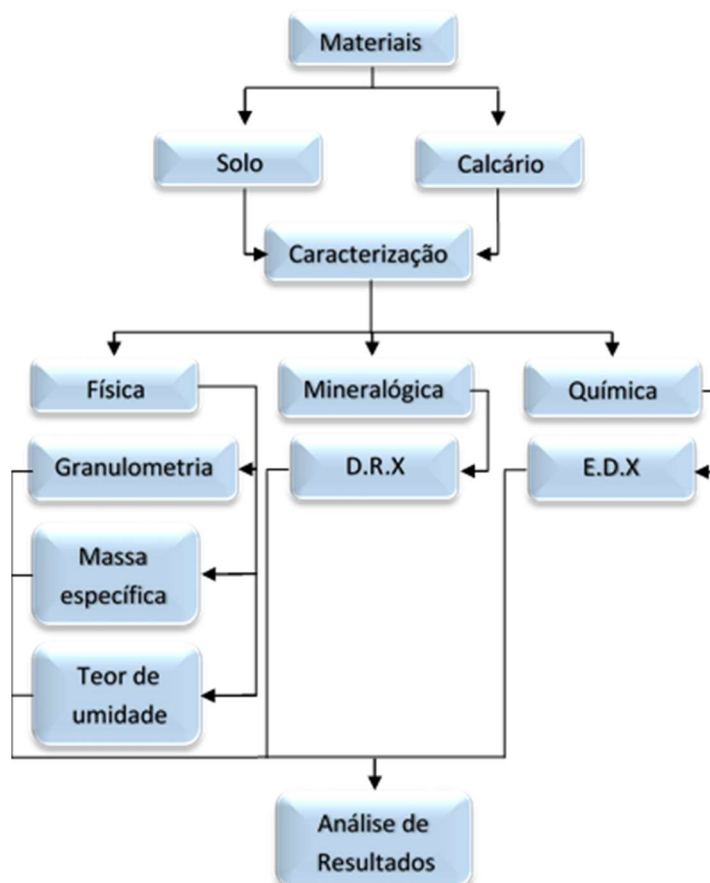 Materiais
Solo
Calcário
Caracterização
Física
Mineralógica
Química
Granulometria
D.R.X
E.D.X
Massa
específica
Teor de
umidade
Análise de
Resultados